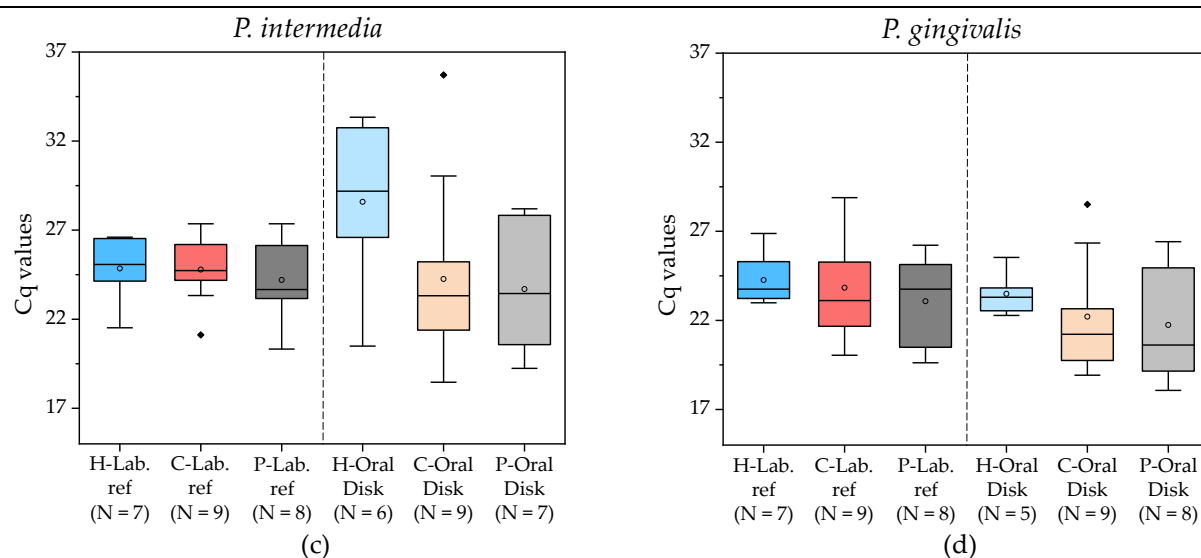 P. intermedia
37
32
27
22
17
Cq values
H-Lab. ref (N = 7)
C-Lab. ref (N = 9)
P-Lab. ref (N = 8)
H-Oral Disk (N = 6)
C-Oral Disk (N = 9)
P-Oral Disk (N = 7)
(c)
P. gingivalis
37
32
27
22
17
Cq values
H-Lab. ref (N = 7)
C-Lab. ref (N = 9)
P-Lab. ref (N = 8)
H-Oral Disk (N = 5)
C-Oral Disk (N = 9)
P-Oral Disk (N = 8)
(d)